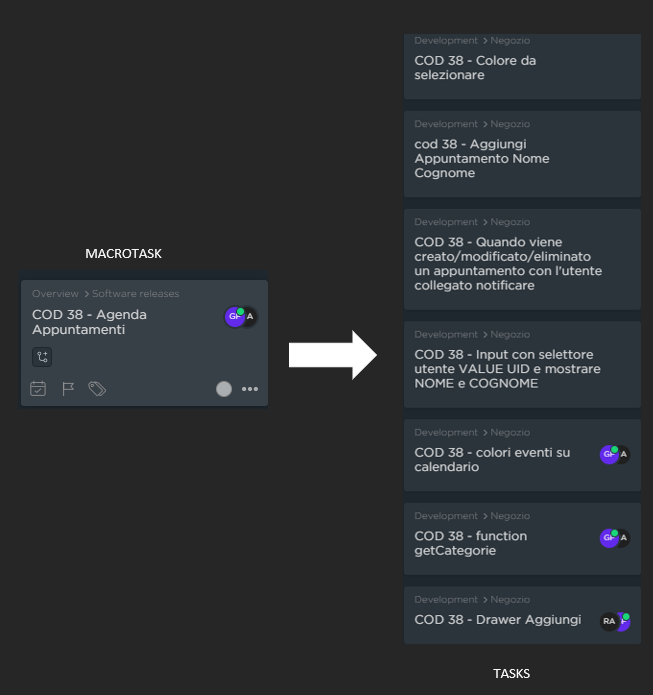 MACROTASK
Overview > Software releases
COD 38 - Agenda
Appuntamenti
GF A
Development > Negozio
COD 38 - Colore da
selezionare
Development > Negozio
cod 38 - Aggiungi
Appuntamento Nome
Cognome
Development > Negozio
COD 38 - Quando viene
creato/modificato/eliminato
un appuntamento con l'utente
collegato notificare
Development > Negozio
COD 38 - Input con selettore
utente VALUE UID e mostrare
NOME e COGNOME
Development > Negozio
COD 38 - colori eventi su
calendario
A
Development > Negozio
COD 38 - function
getCategorie
A
Development > Negozio
COD 38 - Drawer Aggiungi
RA
TASKS